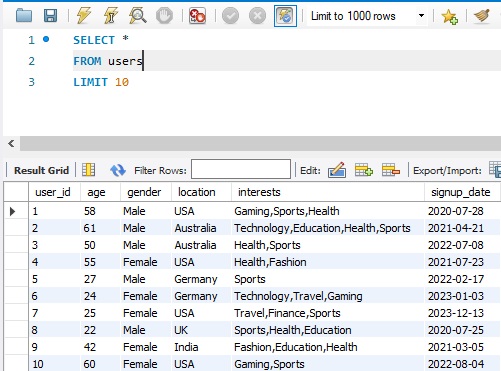 Limit to 1000 rows
1 SELECT *
2 FROM users
3 LIMIT 10
Result Grid Filter Rows: Edit: Export/Import:
user_id age gender location interests signup_date
1 58 Male USA Gaming,Sports,Health 2020-07-28
2 61 Male Australia Technology,Education,Health,Sports 2021-04-21
3 50 Male Australia Health,Sports 2022-07-08
4 55 Female USA Health,Fashion 2021-07-23
5 27 Male Germany Sports 2022-02-17
6 24 Female Germany Technology,Travel,Gaming 2023-01-03
7 25 Female USA Travel,Finance,Sports 2023-12-13
8 22 Male UK Sports,Health,Education 2020-07-25
9 42 Female India Fashion,Education,Health 2021-03-05
10 60 Female USA Gaming,Sports 2022-08-04